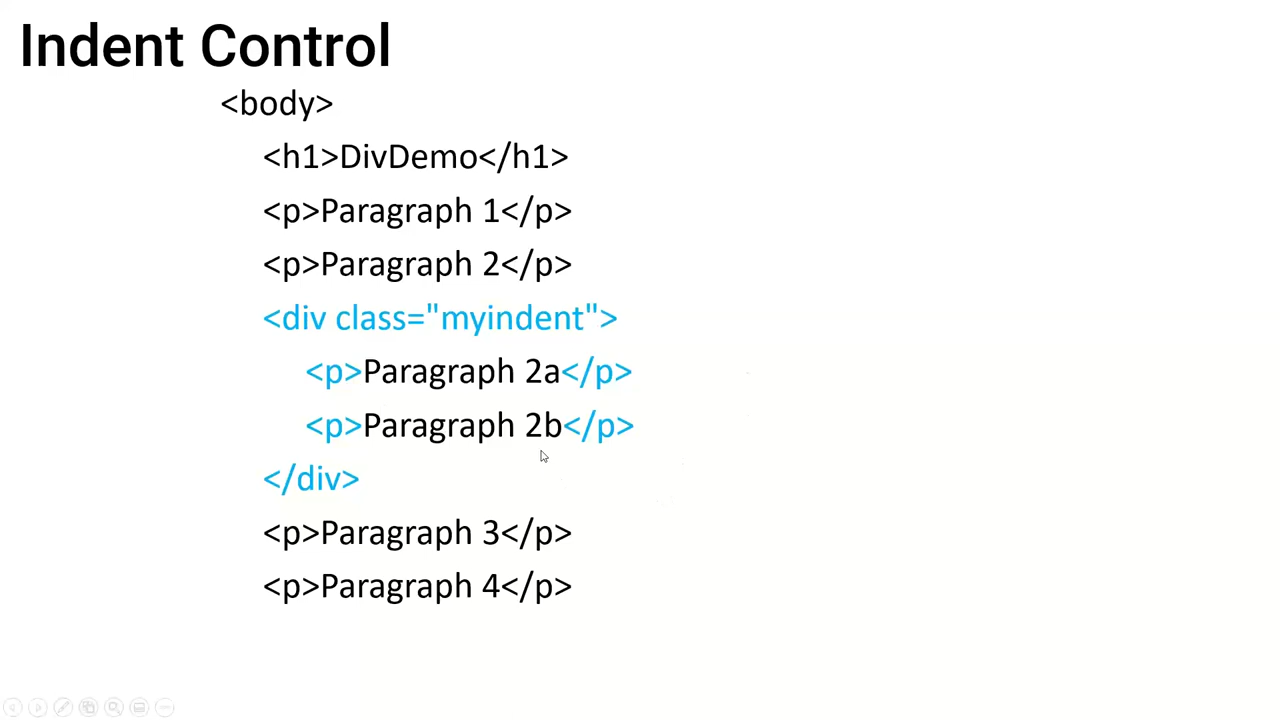 Indent Control
<body>
<h1>DivDemo</h1>
<p>Paragraph 1</p>
<p>Paragraph 2</p>
<div class="myindent">
<p>Paragraph 2a</p>
<p>Paragraph 2b</p>
</div>
<p>Paragraph 3</p>
<p>Paragraph 4</p>